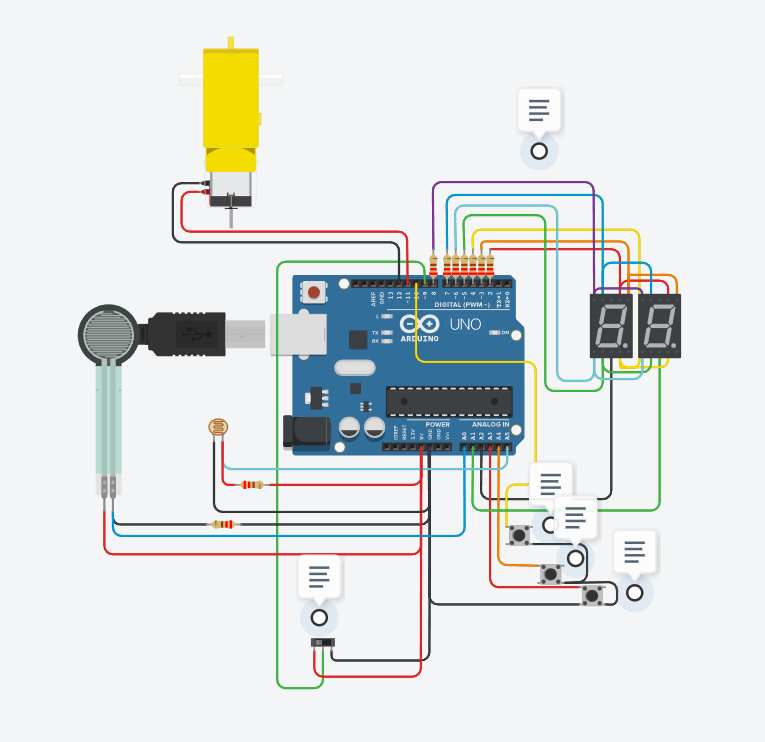 AREF
GND
13
12
~11
~9
8
7
~6
~5
4
~3
2
TX→1
RX←0
DIGITAL (PWM~)
L
TX
RX
ARDUINO
UNO
ON
POWER
ANALOG IN
IOREF
RESET
3.3V
5V
GND
GND
Vin
A0
A1
A2
A3
A4
A5